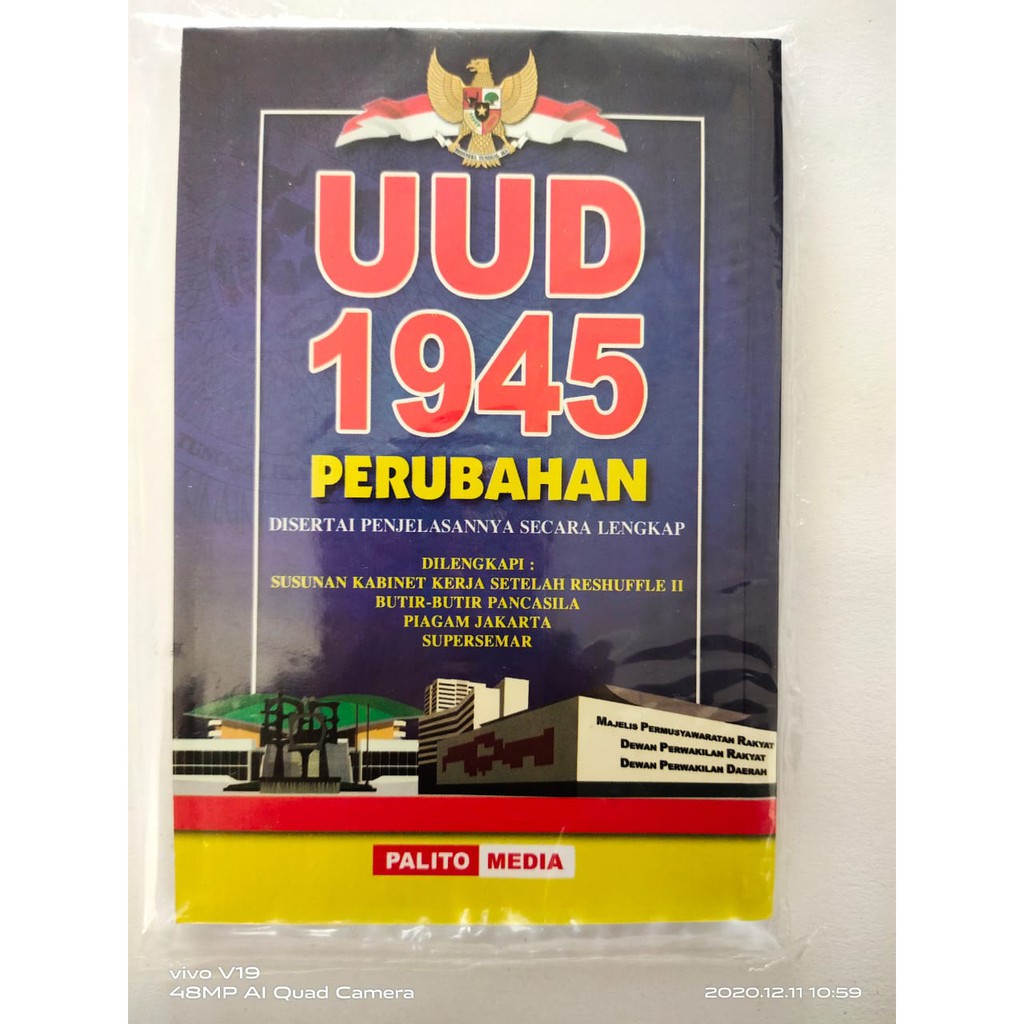 UUD
1945
PERUBAHAN
DISERTAI PENJELASANNYA SECARA LENGKAP
DILENGKAPI :
SUSUNAN KABINET KERJA SETELAH RESHUFFLE II
BUTIR-BUTIR PANCASILA
PIAGAM JAKARTA
SUPERSEMAR
MAJELIS PERMUSYAWARATAN RAKYAT
DEWAN PERWAKILAN RAKYAT
DEWAN PERWAKILAN DAERAH
PALITO MEDIA
vivo V19
48MP AI Quad Camera
2020.12.11 10:59